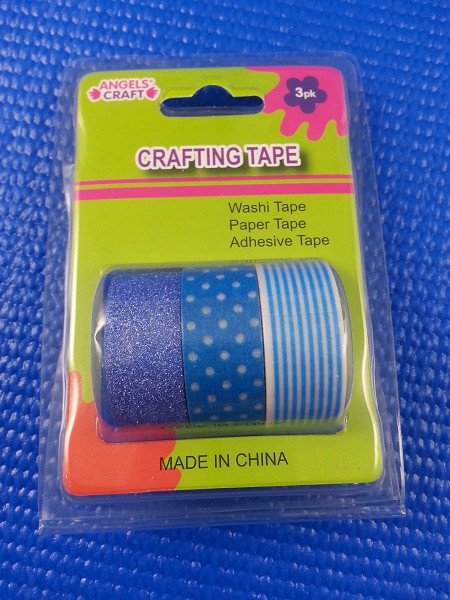 ANGELS'
CRAFT
3pk
CRAFTING TAPE
Washi Tape
Paper Tape
Adhesive Tape
MADE IN CHINA